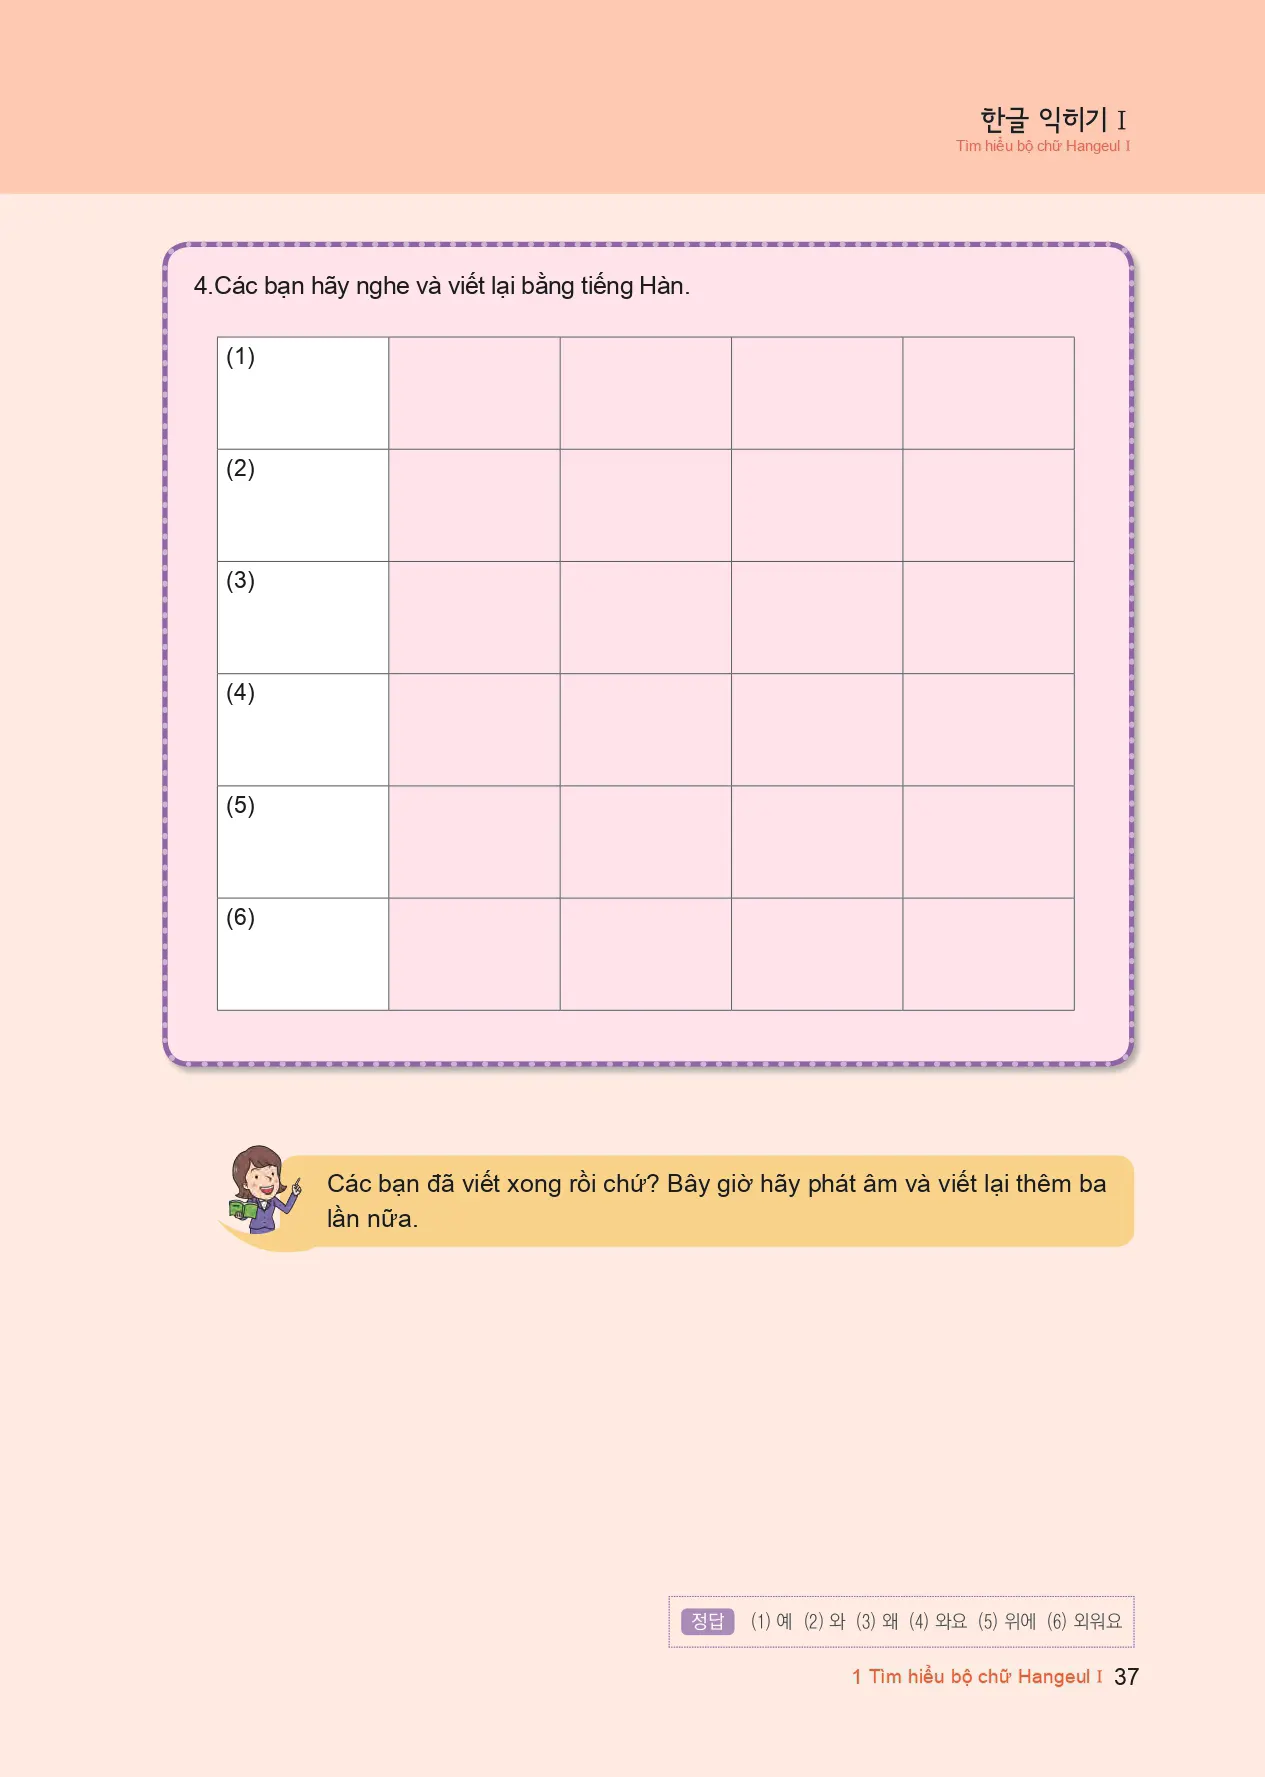 한글 익히기 I
Tìm hiểu bộ chữ Hangeul I
4.Các bạn hãy nghe và viết lại bằng tiếng Hàn.
(1)
(2)
(3)
(4)
(5)
(6)
Các bạn đã viết xong rồi chứ? Bây giờ hãy phát âm và viết lại thêm ba
lần nữa.
정답 (1) 예 (2) 와 (3) 왜 (4) 와요 (5) 위에 (6) 외워요
1 Tìm hiểu bộ chữ Hangeul I 37